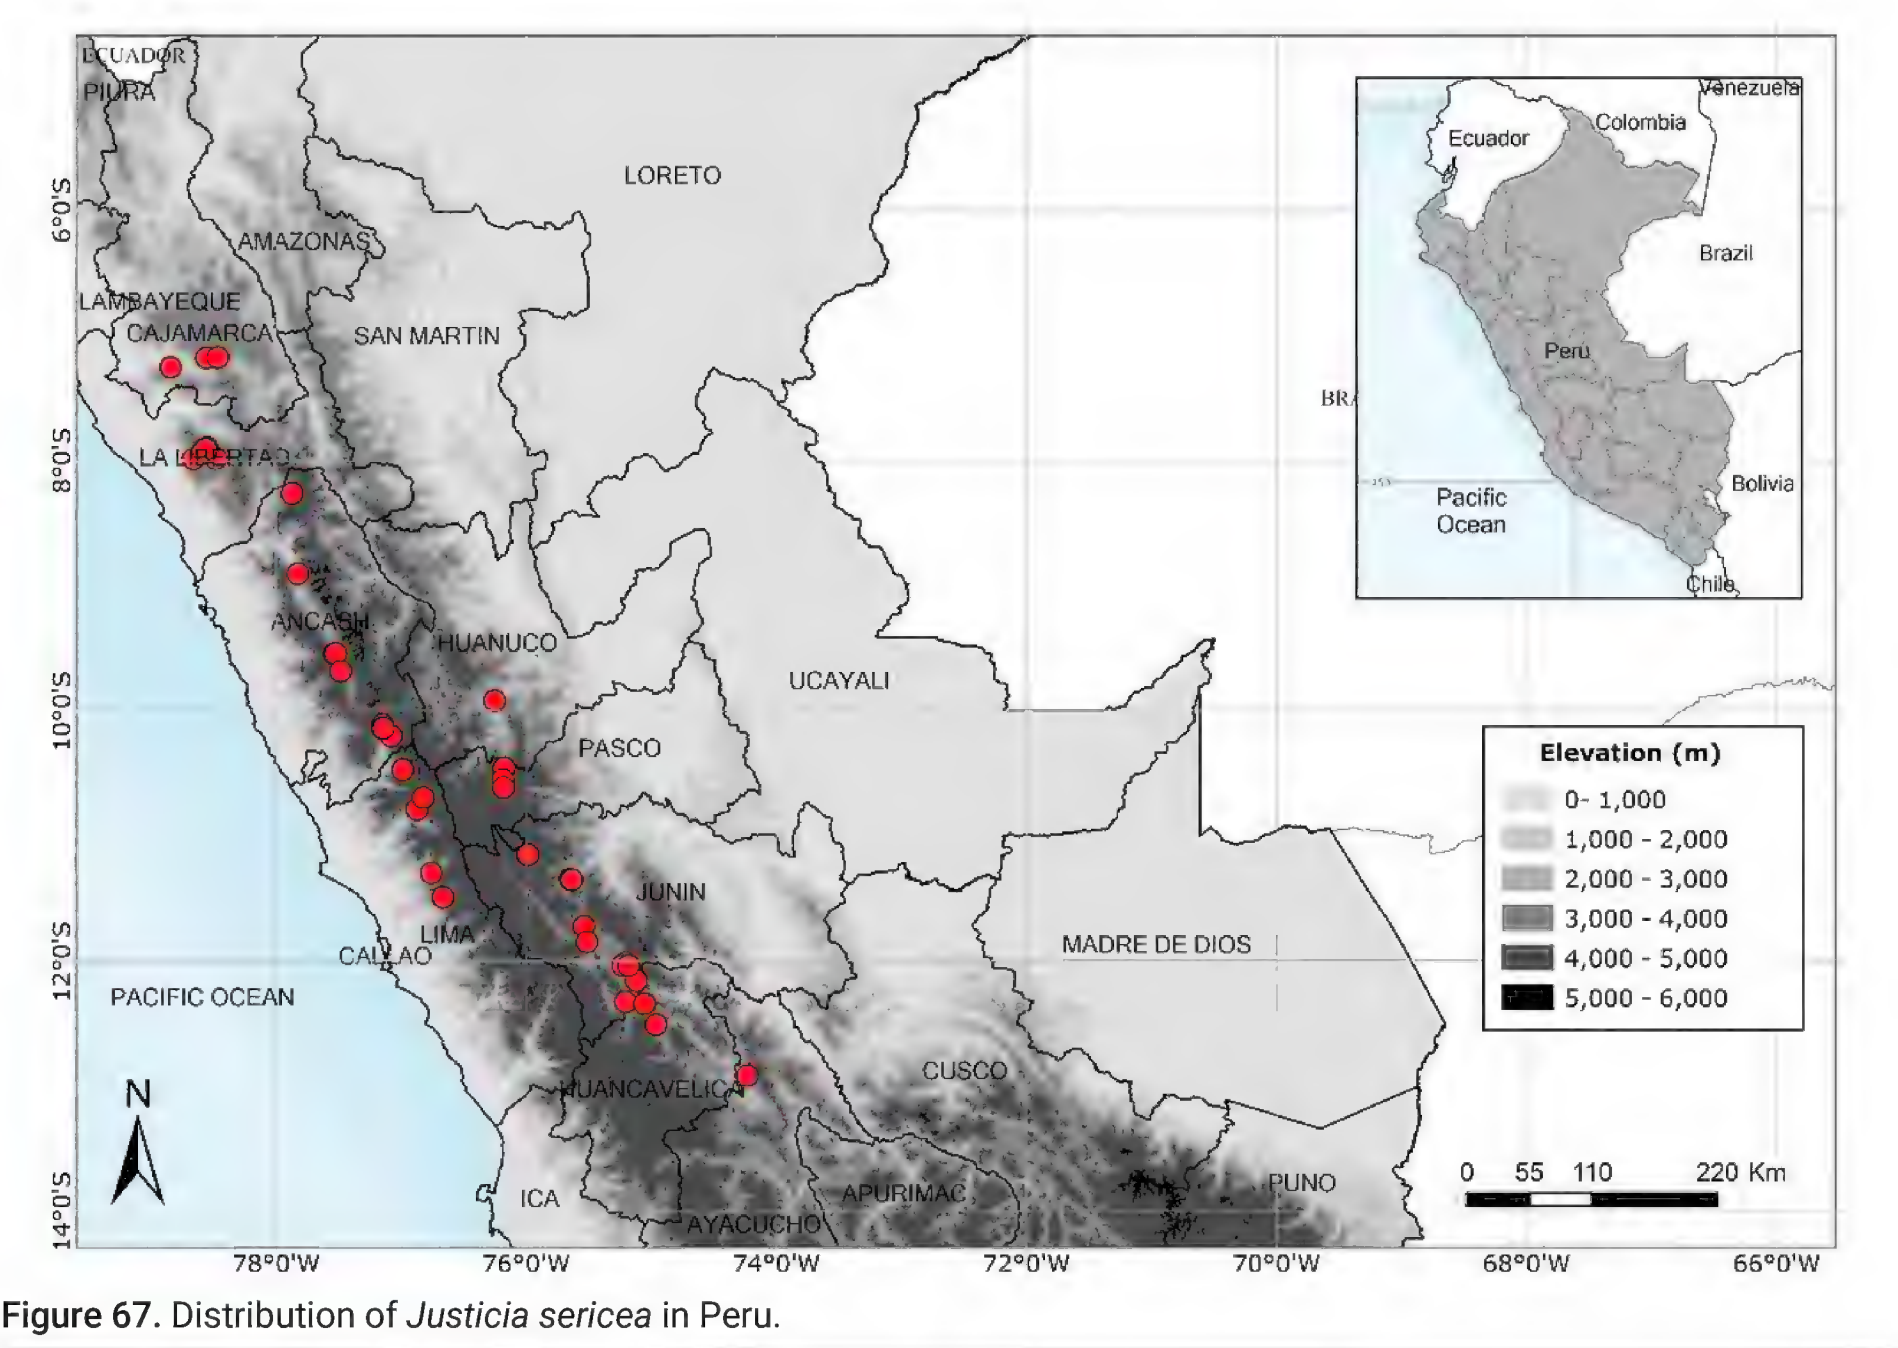 ECUADOR
PIURA
LORETO
AMAZONAS
LAMBAYEQUE
CAJAMARCA
SAN MARTIN
LA LIBERTAD
ANCASH
HUANUCO
UCAYALI
PASCO
JUNIN
LIMA
CALLAO
MADRE DE DIOS
PACIFIC OCEAN
HUANCAVELICA
CUSCO
ICA
APURIMAC
AYACUCHO
PUNO
BRA
N
6°0'S
8°0'S
10°0'S
12°0'S
14°0'S
78°0'W
76°0'W
74°0'W
72°0'W
70°0'W
68°0'W
66°0'W
Venezuela
Colombia
Ecuador
Brazil
Peru
Bolivia
Pacific
Ocean
Chile
Elevation (m)
0- 1,000
1,000 - 2,000
2,000 - 3,000
3,000 - 4,000
4,000 - 5,000
5,000 - 6,000
0 55 110 220 Km
Figure 67. Distribution of Justicia sericea in Peru.